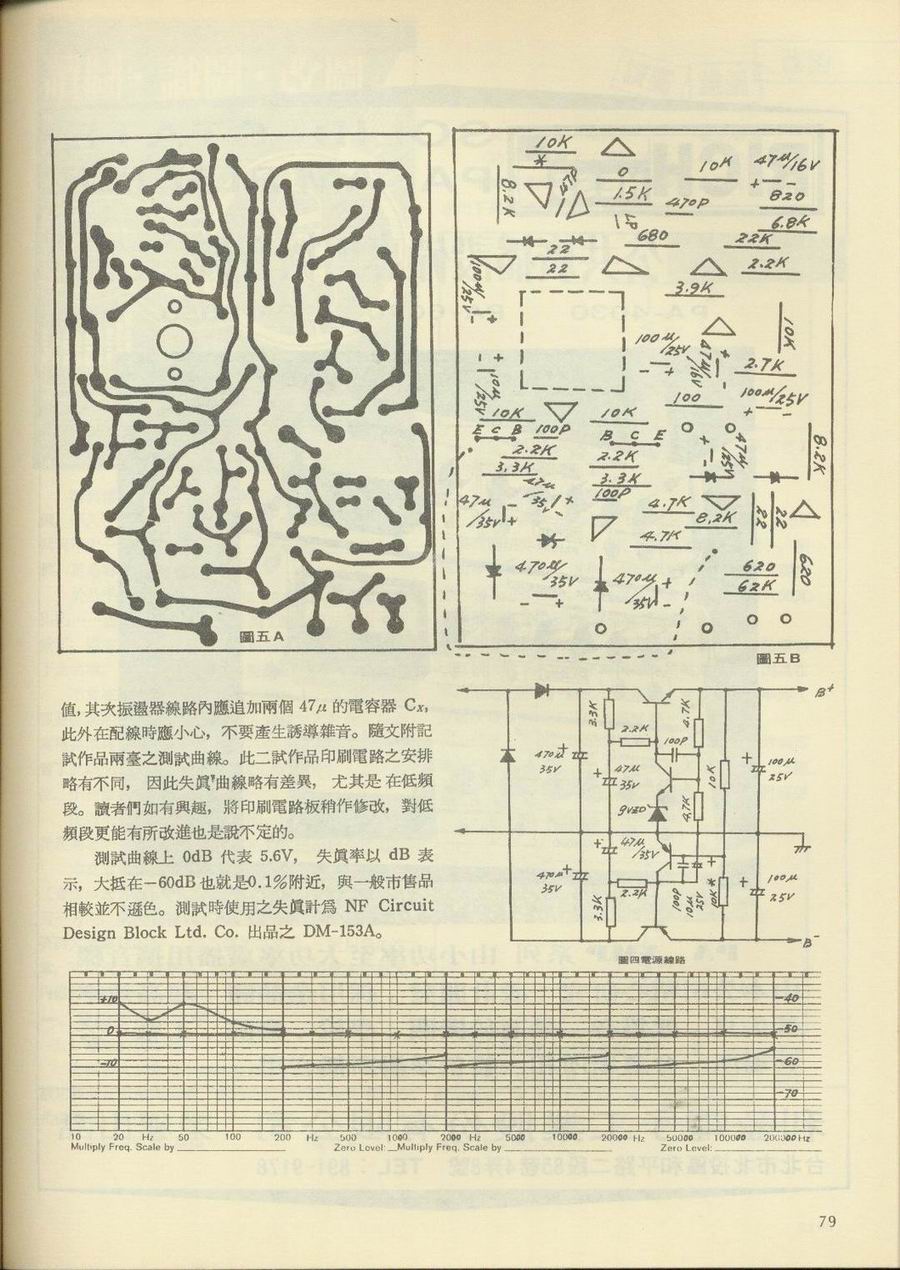 10K
*
0
10K
47μ/16V
+ -
8.2K
1.5K
470P
820
6.8K
680
22K
22
22
2.2K
3.9K
100μ/25V
10K
100μ/25V
47μ/16V
2.7K
10μ/25V
100
100μ/25V
10K
10K
E C B
100P
B C E
47μ/25V
8.2K
2.2K
2.2K
3.3K
3.3K
100P
47μ/35V
47μ/35V
4.7K
8.2K
22
22
4.7K
470μ/35V
470μ/35V
620
62K
620
圖五A
圖五B
值,其次振盪器線路內應追加兩個 47μ 的電容器 Cx,
此外在配線時應小心,不要產生誘導雜音。隨文附記
試作品兩臺之測試曲線。此二試作品印刷電路之安排
略有不同,因此失眞曲線略有差異,尤其是在低頻
段。讀者們如有興趣,將印刷電路板稍作修改,對低
頻段更能有所改進也是說不定的。
測試曲線上 0dB 代表 5.6V, 失眞率以 dB 表
示,大抵在-60dB也就是0.1%附近,與一般市售品
相較並不遜色。測試時使用之失眞計爲 NF Circuit
Design Block Ltd. Co. 出品之 DM-153A。
B+
3.3K
4.7K
2.2K
100P
470μ
35V
47μ
35V
10K
100μ
25V
9VZD
4.7K
47μ
/35V
470μ
35V
2.2K
100P
10μ
25V
10K*
100μ
25V
3.3K
B-
圖四電源線路
+10
0
-10
-40
-50
-60
-70
10 20 Hz 50 100 200 Hz 500 1000 2000 Hz 5000 10000 20000 Hz 50000 100000 200000 Hz
Multiply Freq. Scale by
Zero Level:
Multiply Freq. Scale by
Zero Level:
79